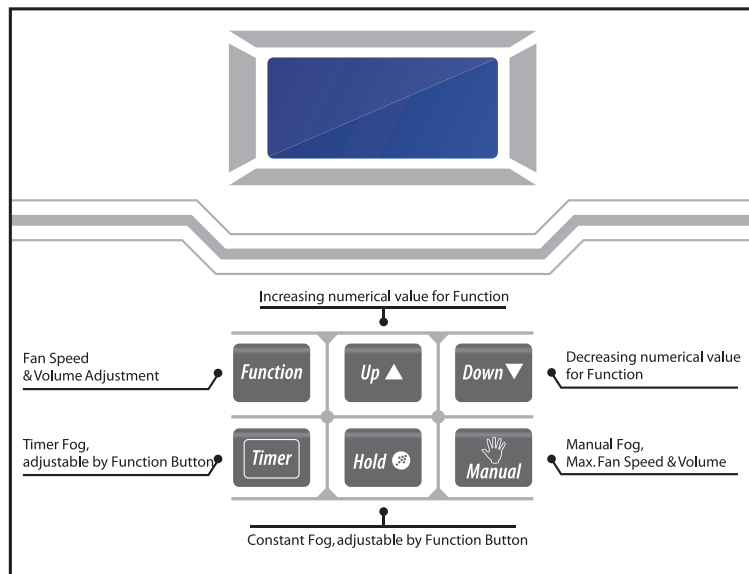 Increasing numerical value for Function
Fan Speed
& Volume Adjustment
Function
Up ▲
Down ▼
Decreasing numerical value
for Function
Timer Fog,
adjustable by Function Button
Timer
Hold
Manual
Manual Fog,
Max. Fan Speed & Volume
Constant Fog, adjustable by Function Button